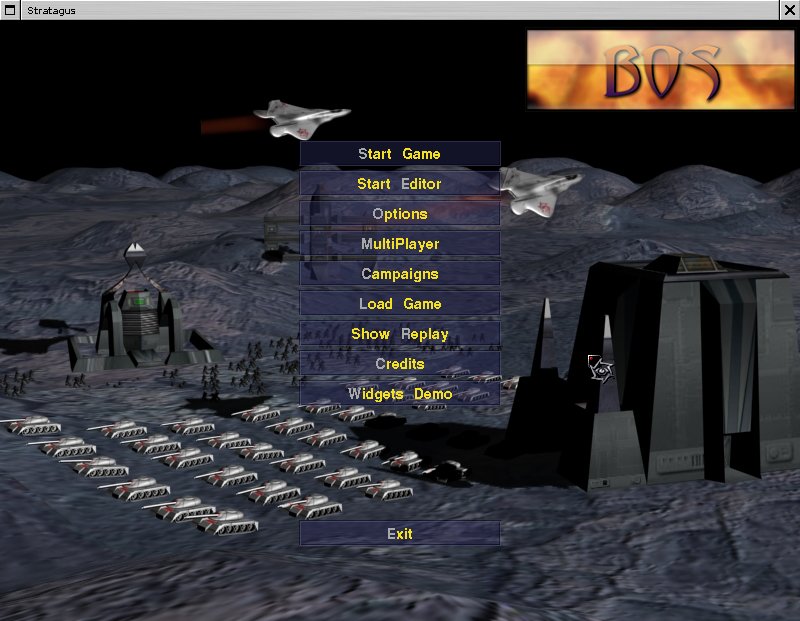 Stratagus
BOS
Start Game
Start Editor
Options
MultiPlayer
Campaigns
Load Game
Show Replay
Credits
Widgets Demo
Exit